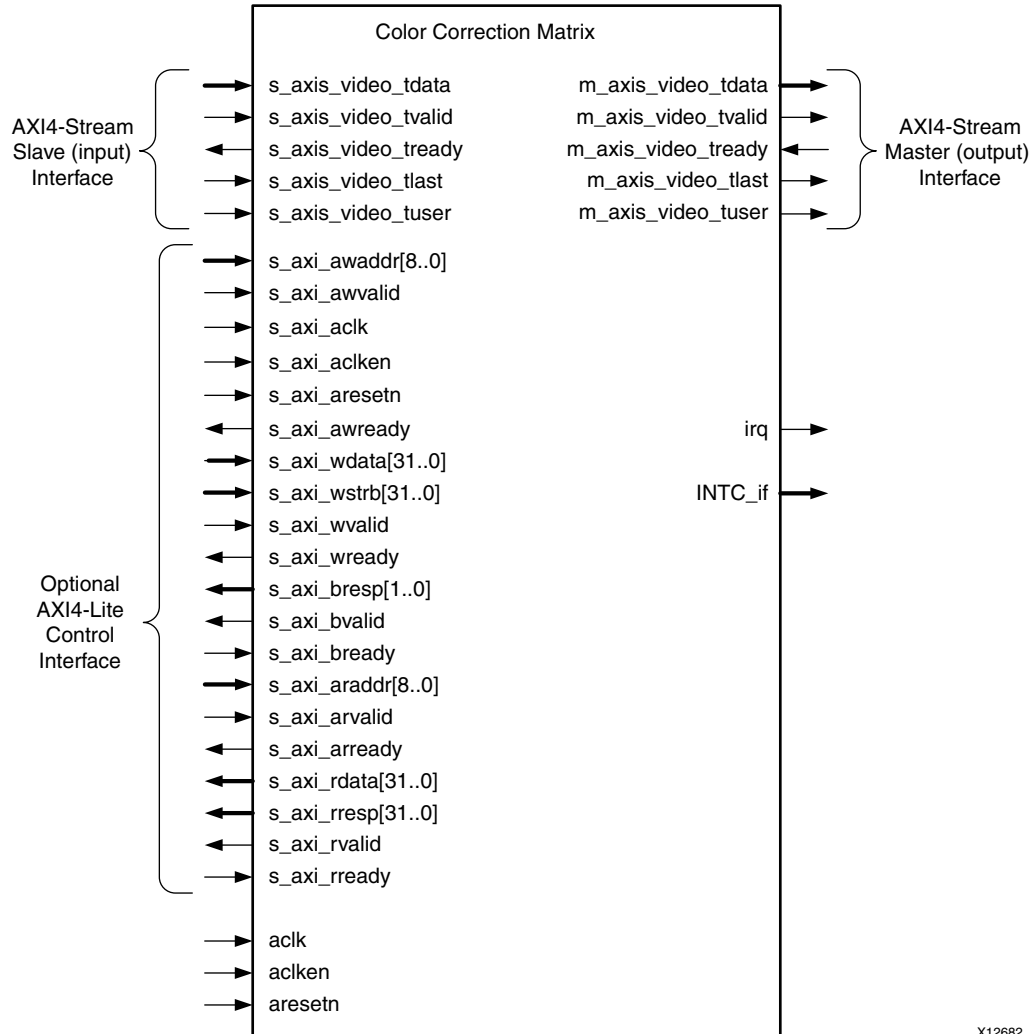 Color Correction Matrix
AXI4-Stream
Slave (input)
Interface
s_axis_video_tdata
s_axis_video_tvalid
s_axis_video_tready
s_axis_video_tlast
s_axis_video_tuser
m_axis_video_tdata
m_axis_video_tvalid
m_axis_video_tready
m_axis_video_tlast
m_axis_video_tuser
AXI4-Stream
Master (output)
Interface
Optional
AXI4-Lite
Control
Interface
s_axi_awaddr[8..0]
s_axi_awvalid
s_axi_aclk
s_axi_aclken
s_axi_aresetn
s_axi_awready
s_axi_wdata[31..0]
s_axi_wstrb[31..0]
s_axi_wvalid
s_axi_wready
s_axi_bresp[1..0]
s_axi_bvalid
s_axi_bready
s_axi_araddr[8..0]
s_axi_arvalid
s_axi_arready
s_axi_rdata[31..0]
s_axi_rresp[31..0]
s_axi_rvalid
s_axi_rready
irq
INTC_if
aclk
aclken
aresetn
X12682